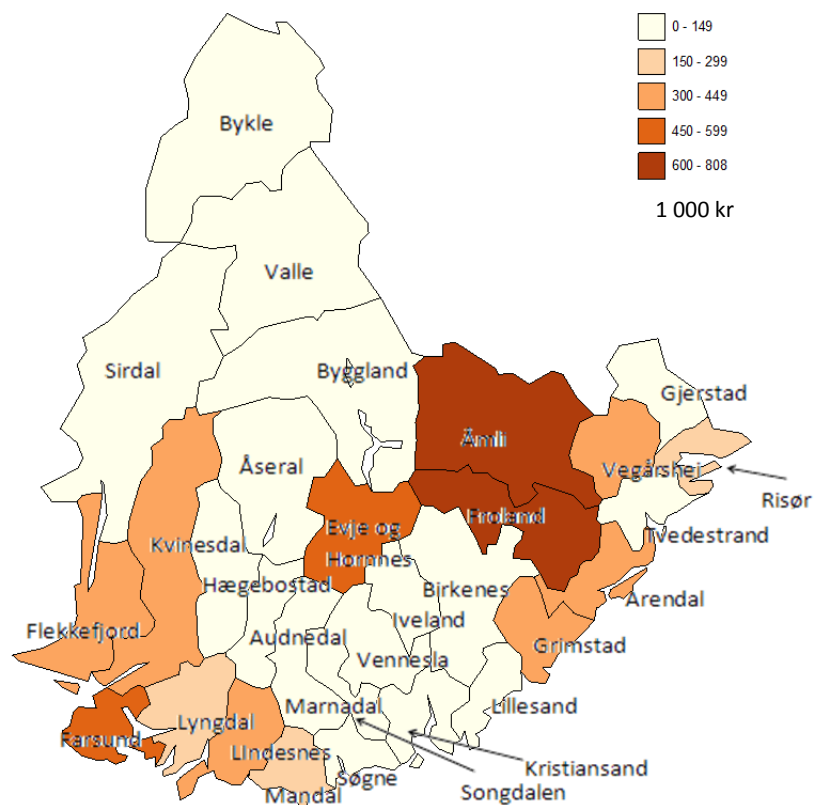 0 - 149
150 - 299
300 - 449
450 - 599
600 - 808
1 000 kr
Bykle
Valle
Sirdal
Byggland
Gjerstad
Åmli
Åseral
Vegårshei
Risør
Froland
Evje og
Hornnes
Tvedestrand
Kvinesdal
Hægebostad
Birkenes
Arendal
Iveland
Flekkefjord
Audnedal
Grimstad
Vennesla
Marnadal
Lillesand
Lyngdal
Farsund
Lindesnes
Kristiansand
Søgne
Songdalen
Mandal